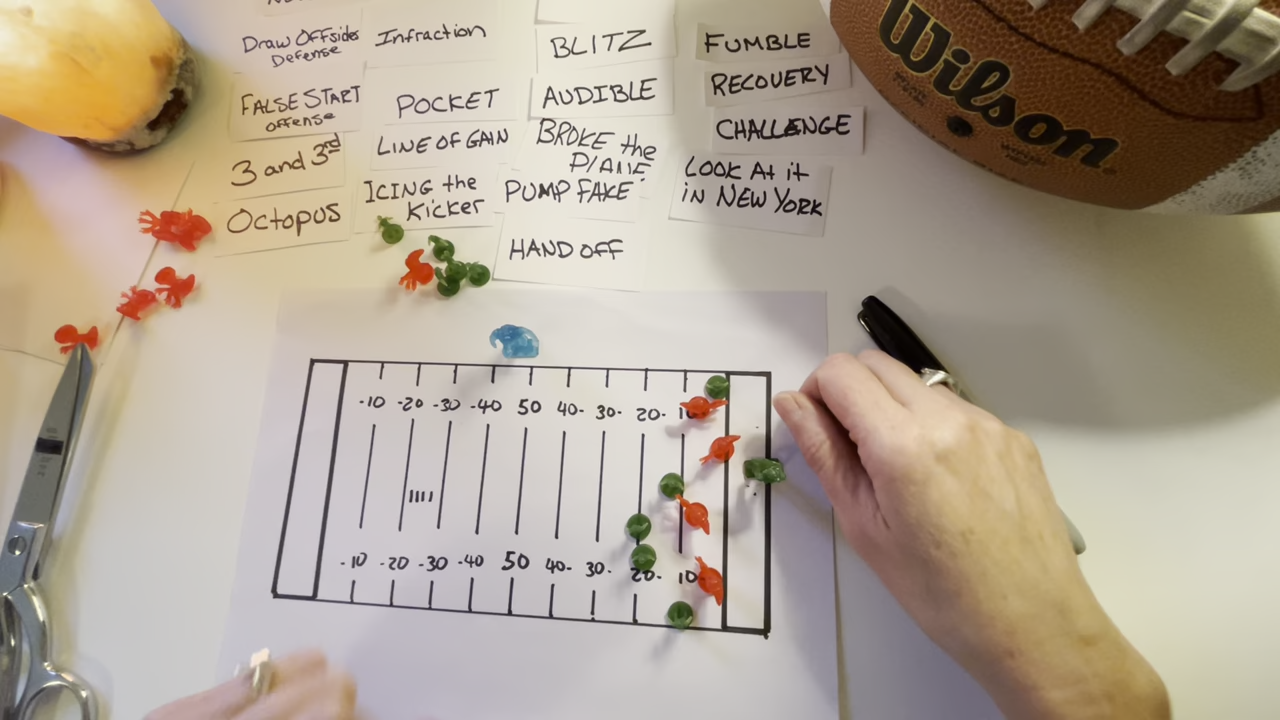 Draw Offsides
Defense
FALSE START
offense
3 and 3rd
Octopus
Infraction
POCKET
LINE OF GAIN
ICING the
Kicker
BLITZ
AUDIBLE
BROKE the
PLANE
PUMP FAKE
HAND OFF
FUMBLE
RECOVERY
CHALLENGE
LOOK At it
in NEW YORK
Wilson
-10 -20 -30 -40 50 40- 30- 20- 10
-10 -20 -30 -40 50 40- 30- 20- 10